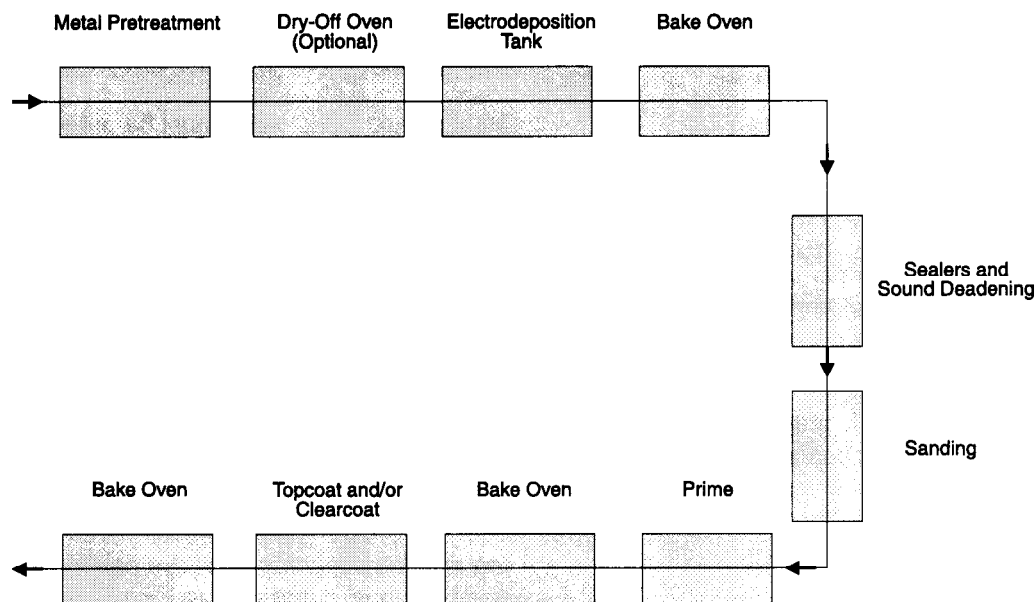 Metal Pretreatment
Dry-Off Oven
(Optional)
Electrodeposition
Tank
Bake Oven
Sealers and
Sound Deadening
Sanding
Prime
Bake Oven
Topcoat and/or
Clearcoat
Bake Oven